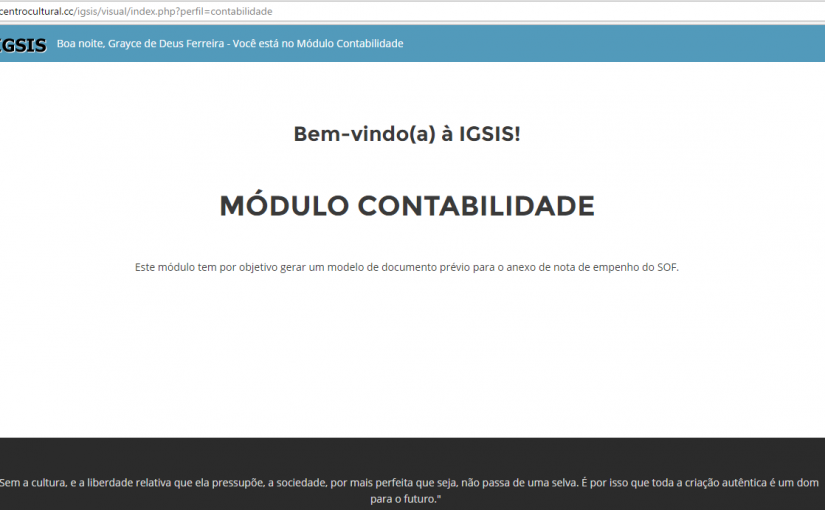 centrocultural.cc/igsis/visual/index.php?perfil=contabilidade
IGSIS Boa noite, Grayce de Deus Ferreira - Você está no Módulo Contabilidade
Bem-vindo(a) à IGSIS!
MÓDULO CONTABILIDADE
Este módulo tem por objetivo gerar um modelo de documento prévio para o anexo de nota de empenho do SOF.
Sem a cultura, e a liberdade relativa que ela pressupõe, a sociedade, por mais perfeita que seja, não passa de uma selva. É por isso que toda a criação autêntica é um dom
para o futuro."